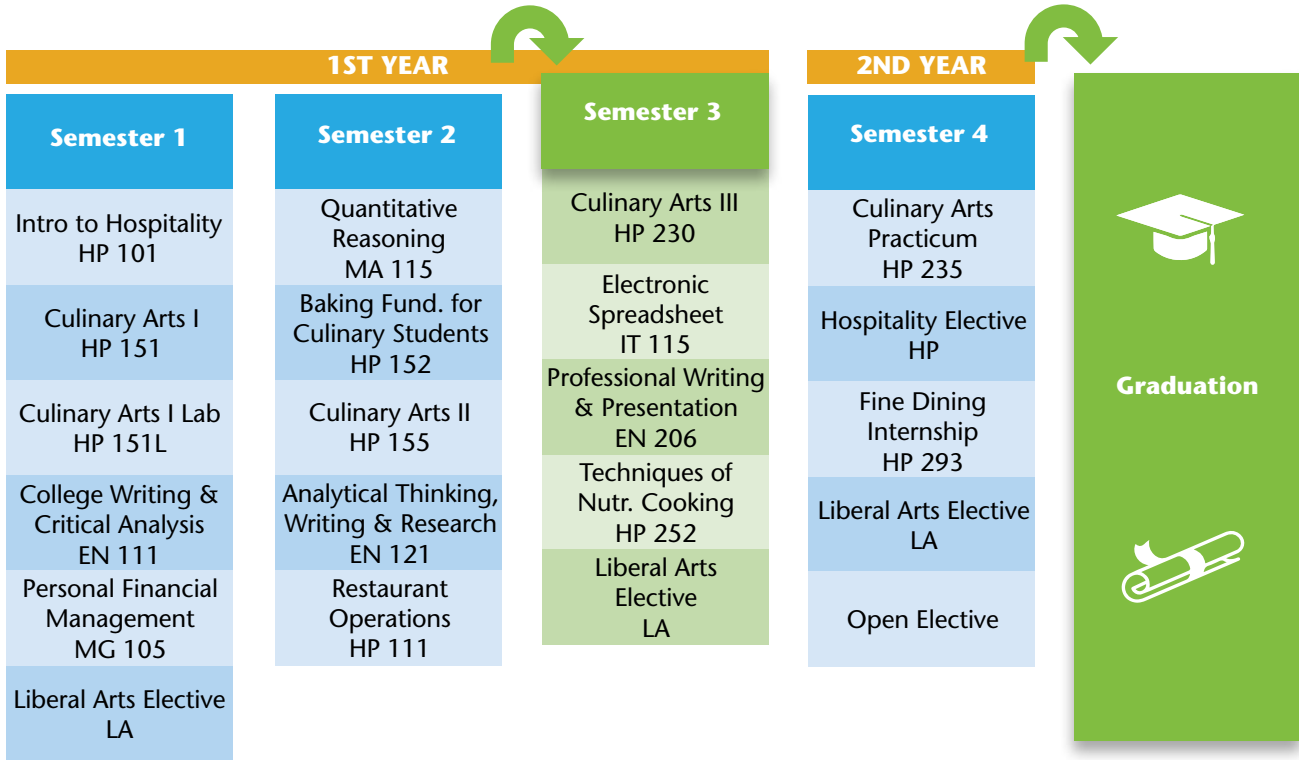 1ST YEAR
2ND YEAR
Semester 1
Intro to Hospitality
HP 101
Culinary Arts I
HP 151
Culinary Arts I Lab
HP 151L
College Writing &
Critical Analysis
EN 111
Personal Financial
Management
MG 105
Liberal Arts Elective
LA
Semester 2
Quantitative
Reasoning
MA 115
Baking Fund. for
Culinary Students
HP 152
Culinary Arts II
HP 155
Analytical Thinking,
Writing & Research
EN 121
Restaurant
Operations
HP 111
Semester 3
Culinary Arts III
HP 230
Electronic
Spreadsheet
IT 115
Professional Writing
& Presentation
EN 206
Techniques of
Nutr. Cooking
HP 252
Liberal Arts
Elective
LA
Semester 4
Culinary Arts
Practicum
HP 235
Hospitality Elective
HP
Fine Dining
Internship
HP 293
Liberal Arts Elective
LA
Open Elective
Graduation